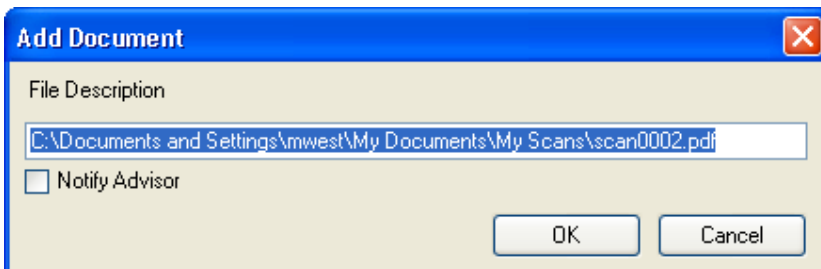 Add Document
File Description
C:\Documents and Settings\mwest\My Documents\My Scans\scan0002.pdf
Notify Advisor
OK Cancel